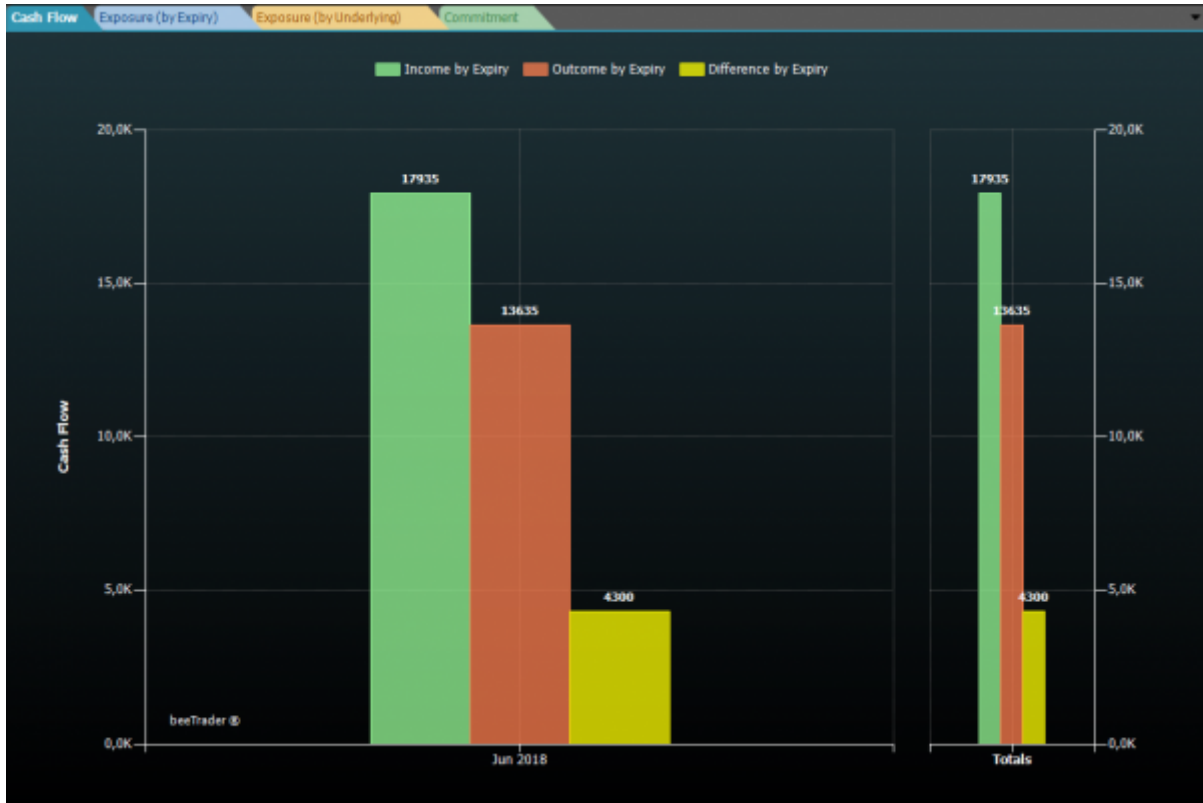 Cash Flow Exposure (by Expiry) Exposure (by Underlying) Commitment
Income by Expiry Outcome by Expiry Difference by Expiry
20,0K 20,0K
17935 17935
15,0K 15,0K
13635 13635
10,0K 10,0K
Cash Flow
5,0K 5,0K
4300 4300
beeTrader ®
0,0K 0,0K
Jun 2018 Totals